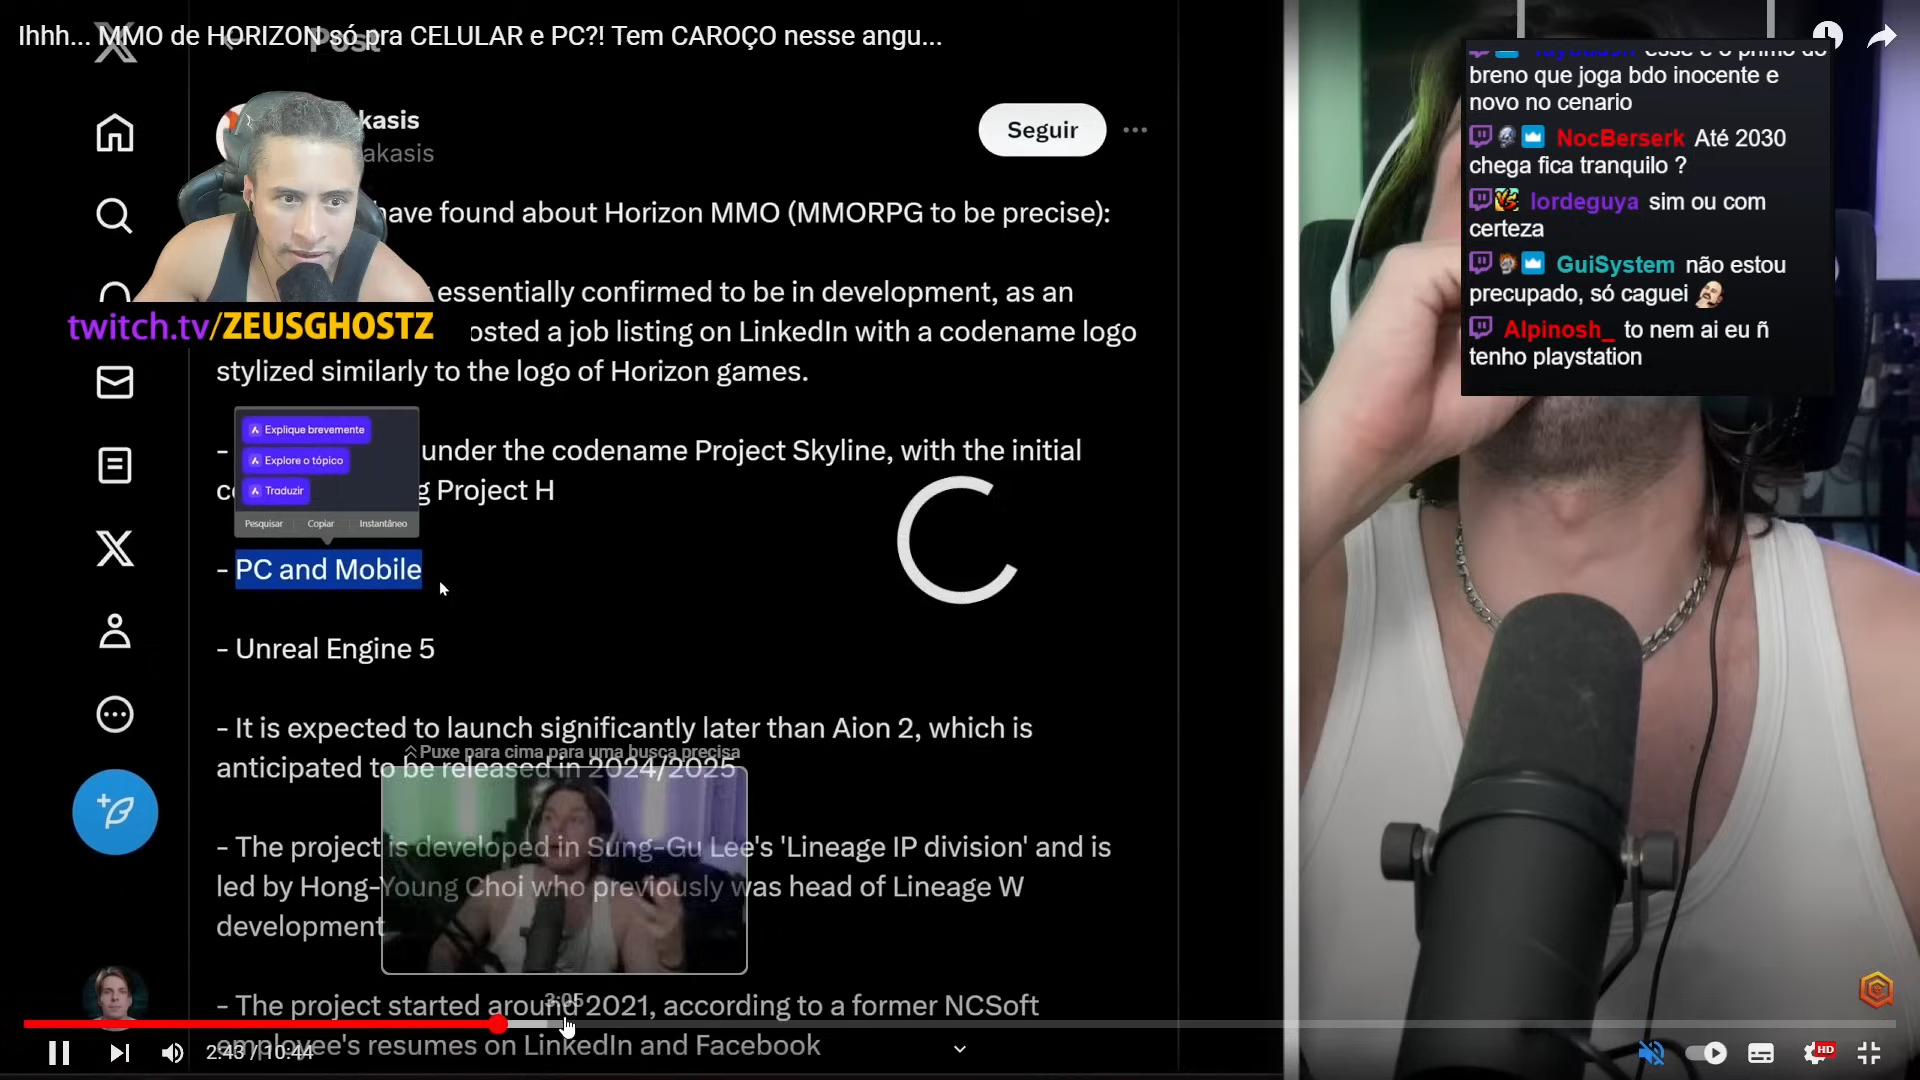 Ihhh... MMO de HORIZON só pra CELULAR e PC?! Tem CAROÇO nesse angu...
Post
kasis
akasis
Seguir
have found about Horizon MMO (MMORPG to be precise):
essentially confirmed to be in development, as an
osted a job listing on LinkedIn with a codename logo
stylized similarly to the logo of Horizon games.
twitch.tv/ZEUSGHOSTZ
Explique brevemente
Explore o tópico
Traduzir
Pesquisar
Copiar
Instantâneo
- under the codename Project Skyline, with the initial
g Project H
- PC and Mobile
- Unreal Engine 5
- It is expected to launch significantly later than Aion 2, which is
anticipated to be released in 2024/2025
Puxe para cima para uma busca precisa
- The project is developed in Sung-Gu Lee's 'Lineage IP division' and is
led by Hong-Young Choi who previously was head of Lineage W
development
- The project started around 2021, according to a former NCSoft
employee's resumes on LinkedIn and Facebook
3:05
2:43 / 10:44
HD
esse é o primo do
breno que joga bdo inocente e
novo no cenario
NocBerserk Até 2030
chega fica tranquilo ?
lordeguya sim ou com
certeza
GuiSystem não estou
precupado, só caguei
Alpinosh_ to nem ai eu ñ
tenho playstation